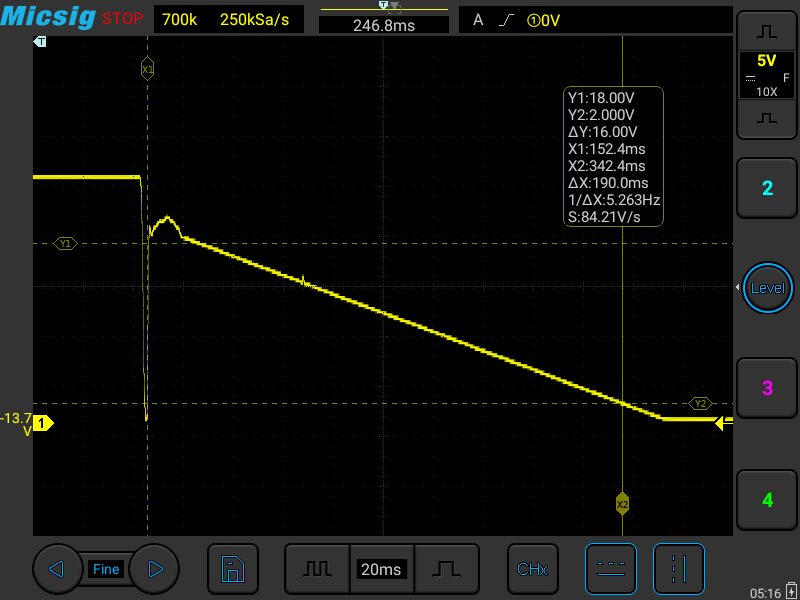 Micsig STOP 700k 250kSa/s 246.8ms A ①0V
T
X1
5V
F
10X
Y1:18.00V
Y2:2.000V
ΔY:16.00V
X1:152.4ms
X2:342.4ms
ΔX:190.0ms
1/ΔX:5.263Hz
S:84.21V/s
2
Y1
Level
3
Y2
-13.7
V
1
X2
4
Fine 20ms CHx
05:16